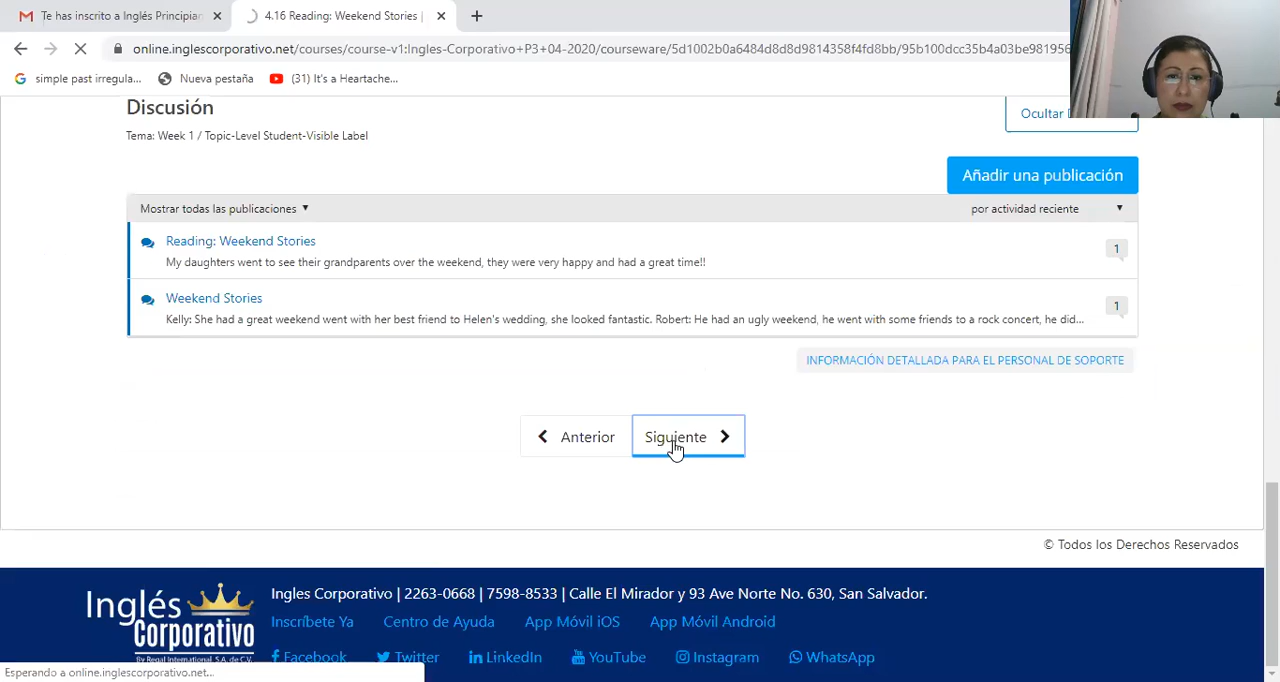 Te has inscrito a Inglés Principian
4.16 Reading: Weekend Stories |
online.inglescorporativo.net/courses/course-v1:Ingles-Corporativo+P3+04-2020/courseware/5d1002b0a6484d8d8d9814358f4fd8bb/95b100dcc35b4a03be981956
simple past irregula...
Nueva pestaña
(31) It's a Heartache...
Discusión
Ocultar
Tema: Week 1 / Topic-Level Student-Visible Label
Añadir una publicación
Mostrar todas las publicaciones
por actividad reciente
Reading: Weekend Stories
1
My daughters went to see their grandparents over the weekend, they were very happy and had a great time!!
Weekend Stories
1
Kelly: She had a great weekend went with her best friend to Helen's wedding, she looked fantastic. Robert: He had an ugly weekend, he went with some friends to a rock concert, he did...
INFORMACIÓN DETALLADA PARA EL PERSONAL DE SOPORTE
Anterior
Siguiente
© Todos los Derechos Reservados
Inglés Corporativo
By Regal International, S.A. de C.V.
Ingles Corporativo | 2263-0668 | 7598-8533 | Calle El Mirador y 93 Ave Norte No. 630, San Salvador.
Inscríbete Ya
Centro de Ayuda
App Móvil iOS
App Móvil Android
Facebook
Twitter
LinkedIn
YouTube
Instagram
WhatsApp
Esperando a online.inglescorporativo.net...